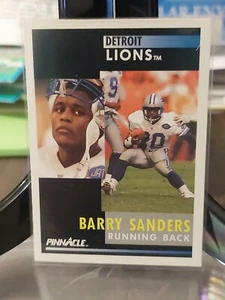 DETROIT
LIONS™
BARRY SANDERS
RUNNING BACK
PINNACLE